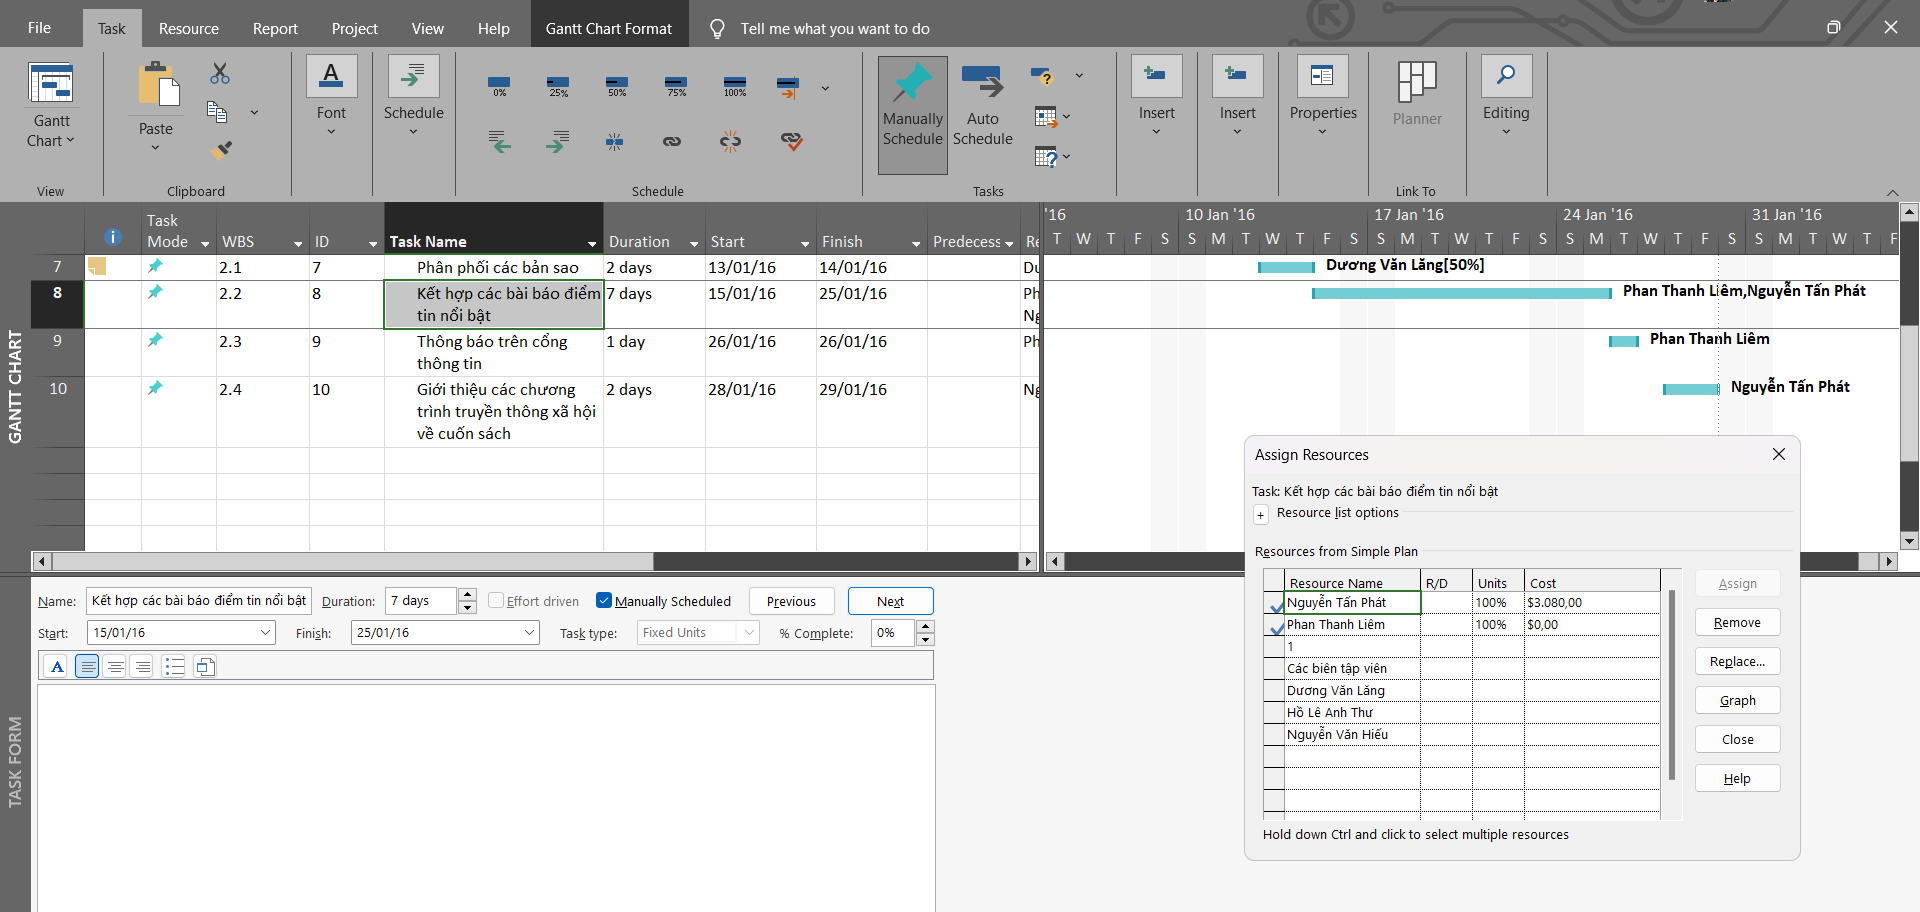 File
Task
Resource
Report
Project
View
Help
Gantt Chart Format
Tell me what you want to do
Gantt
Chart
View
Paste
Clipboard
Font
Schedule
0%
25%
50%
75%
100%
Schedule
Manually
Schedule
Auto
Schedule
Tasks
Insert
Insert
Properties
Planner
Link To
Editing
GANTT CHART
Task
Mode
WBS
ID
Task Name
Duration
Start
Finish
Predecess
Re
7 2.1 7 Phân phối các bản sao 2 days 13/01/16 14/01/16 Dư
8 2.2 8 Kết hợp các bài báo điểm 7 days 15/01/16 25/01/16 Ph
tin nổi bật Ng
9 2.3 9 Thông báo trên cổng 1 day 26/01/16 26/01/16 Ph
thông tin
10 2.4 10 Giới thiệu các chương 2 days 28/01/16 29/01/16 Ng
trình truyền thông xã hội
về cuốn sách
'16 10 Jan '16 17 Jan '16 24 Jan '16 31 Jan '16
T W T F S S M T W T F S S M T W T F S S M T W T F S S M T W T F
Dương Văn Lăng[50%]
Phan Thanh Liêm,Nguyễn Tấn Phát
Phan Thanh Liêm
Nguyễn Tấn Phát
TASK FORM
Name: Kết hợp các bài báo điểm tin nổi bật Duration: 7 days Effort driven Manually Scheduled Previous Next
Start: 15/01/16 Finish: 25/01/16 Task type: Fixed Units % Complete: 0%
A
Assign Resources
Task: Kết hợp các bài báo điểm tin nổi bật
+ Resource list options
Resources from Simple Plan
Resource Name R/D Units Cost
Nguyễn Tấn Phát 100% $3.080,00
Phan Thanh Liêm 100% $0,00
1
Các biên tập viên
Dương Văn Lăng
Hồ Lê Anh Thư
Nguyễn Văn Hiếu
Assign
Remove
Replace...
Graph
Close
Help
Hold down Ctrl and click to select multiple resources